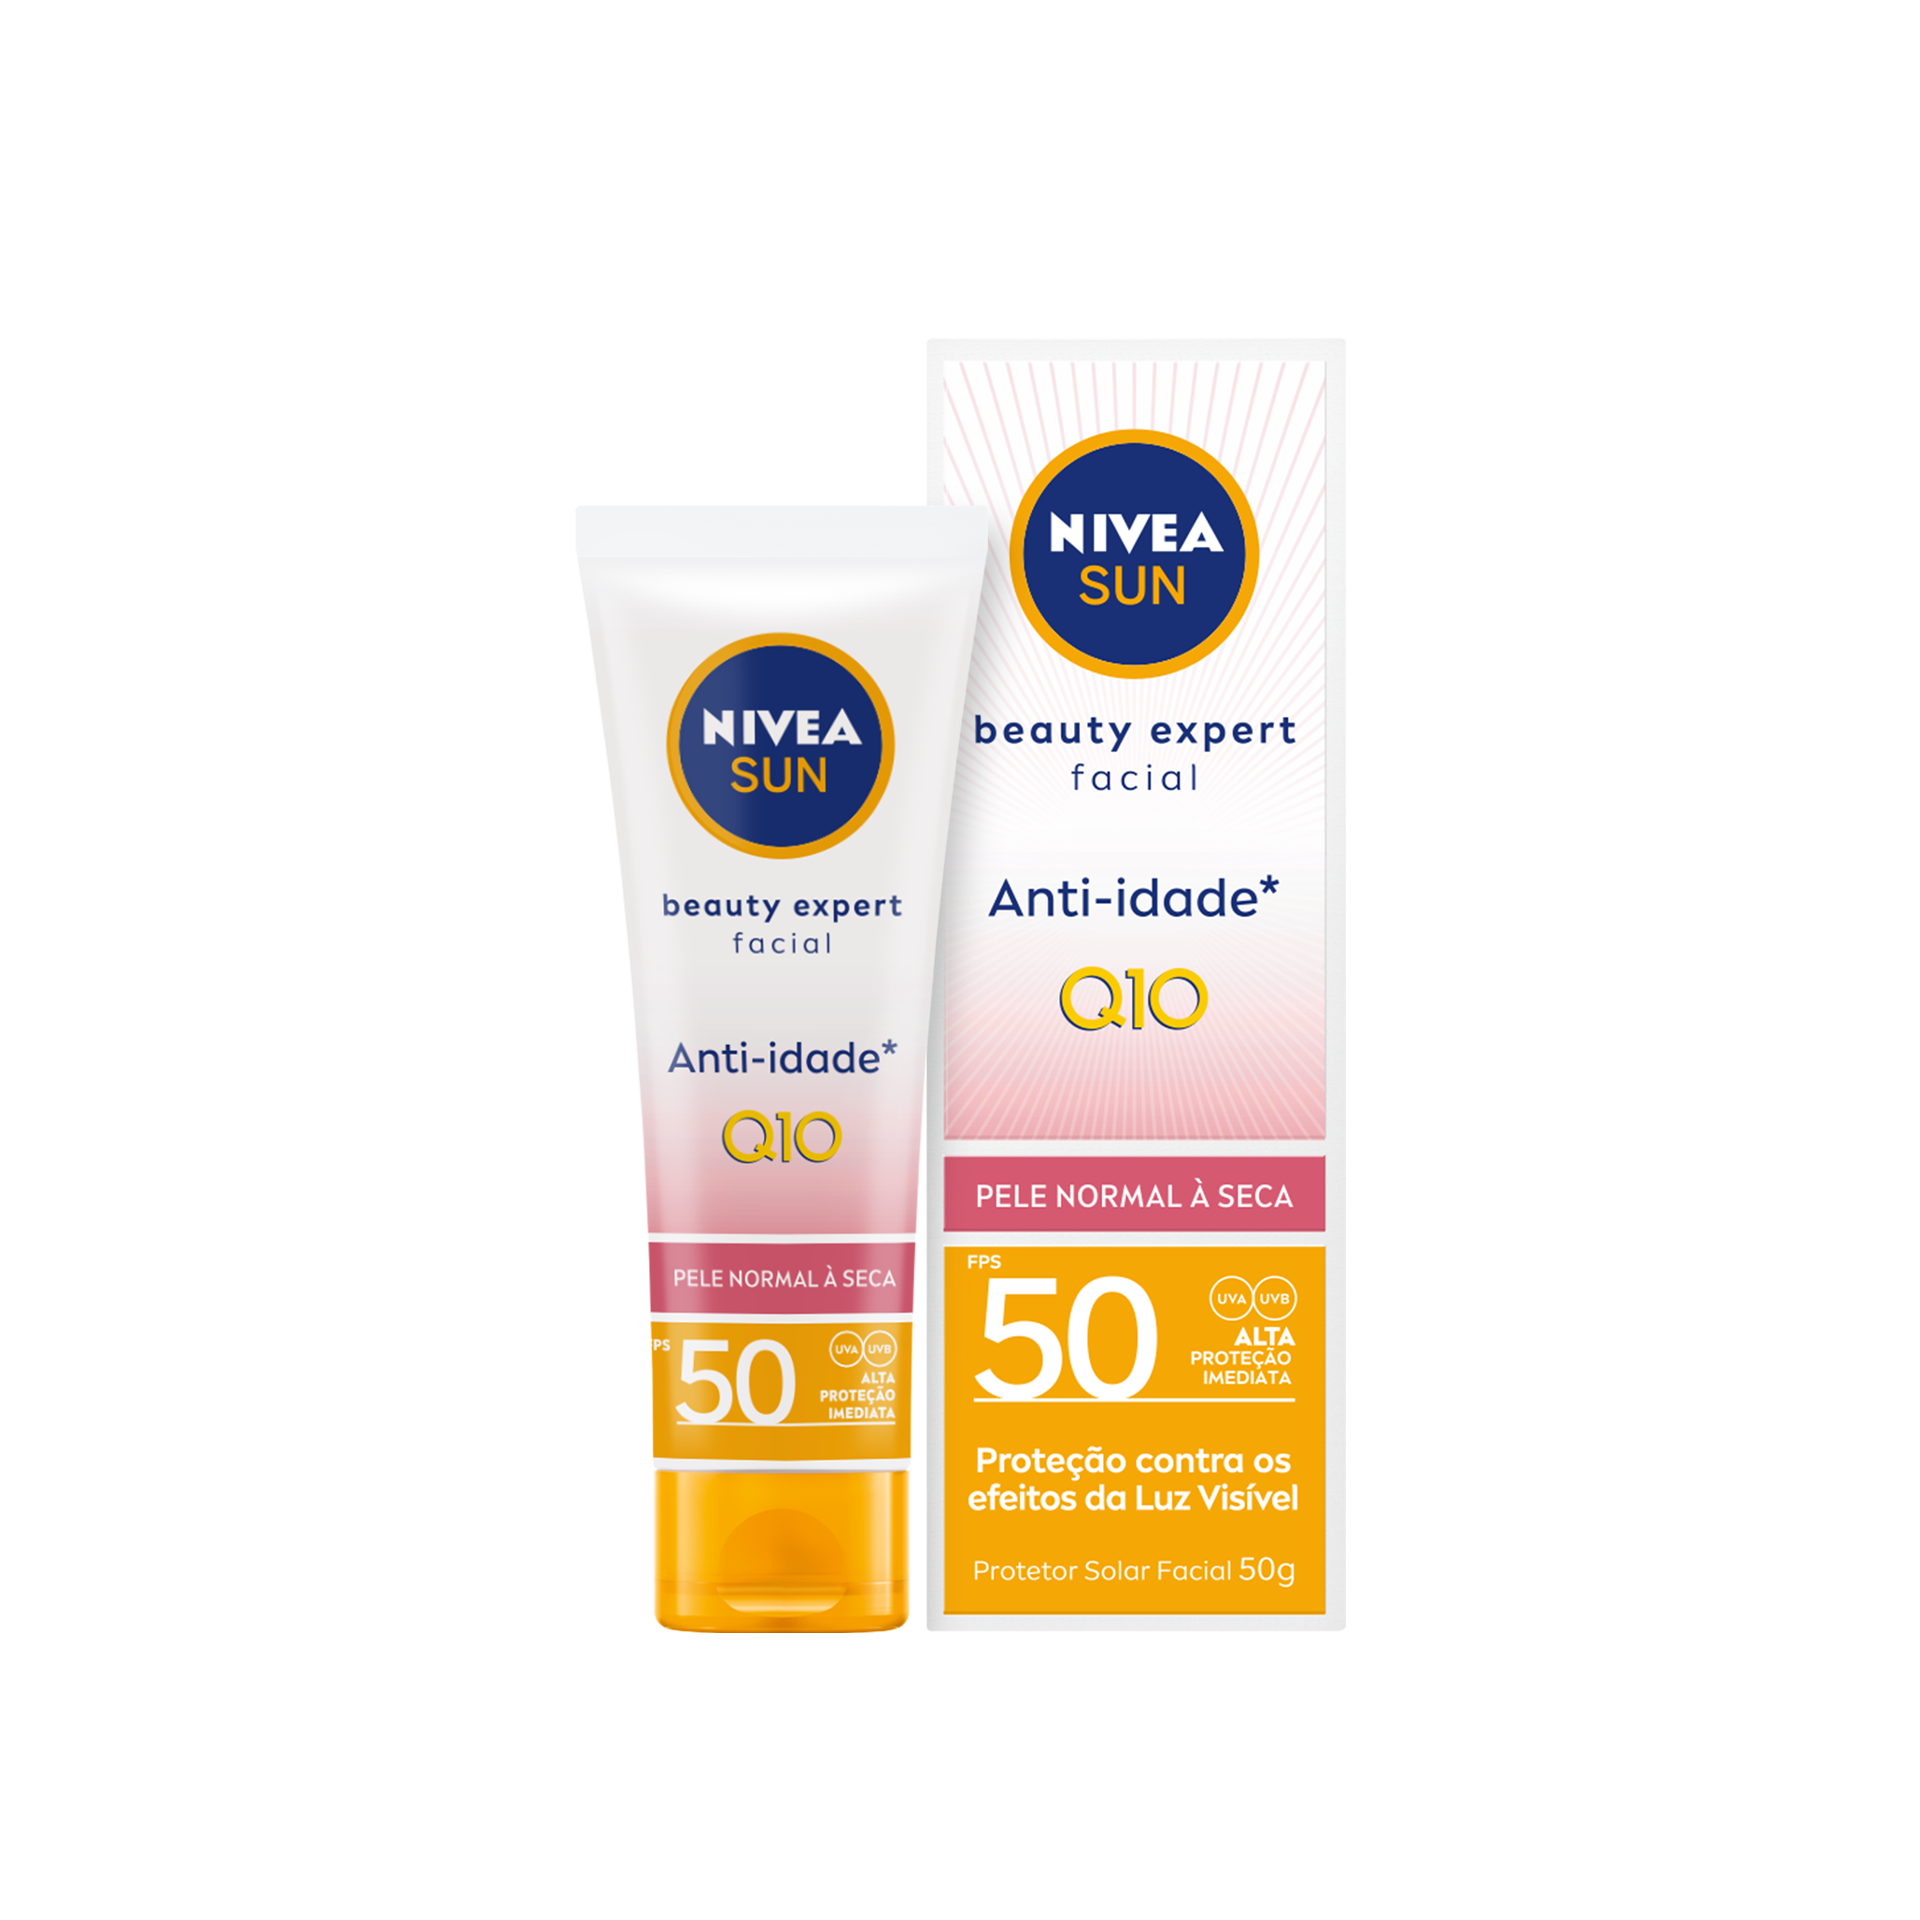 NIVEA
SUN
beauty expert
facial
Anti-idade*
Q10
PELE NORMAL À SECA
FPS
50
UVA UVB
ALTA
PROTEÇÃO
IMEDIATA
NIVEA
SUN
beauty expert
facial
Anti-idade*
Q10
PELE NORMAL À SECA
FPS
50
UVA UVB
ALTA
PROTEÇÃO
IMEDIATA
Proteção contra os
efeitos da Luz Visível
Protetor Solar Facial 50g